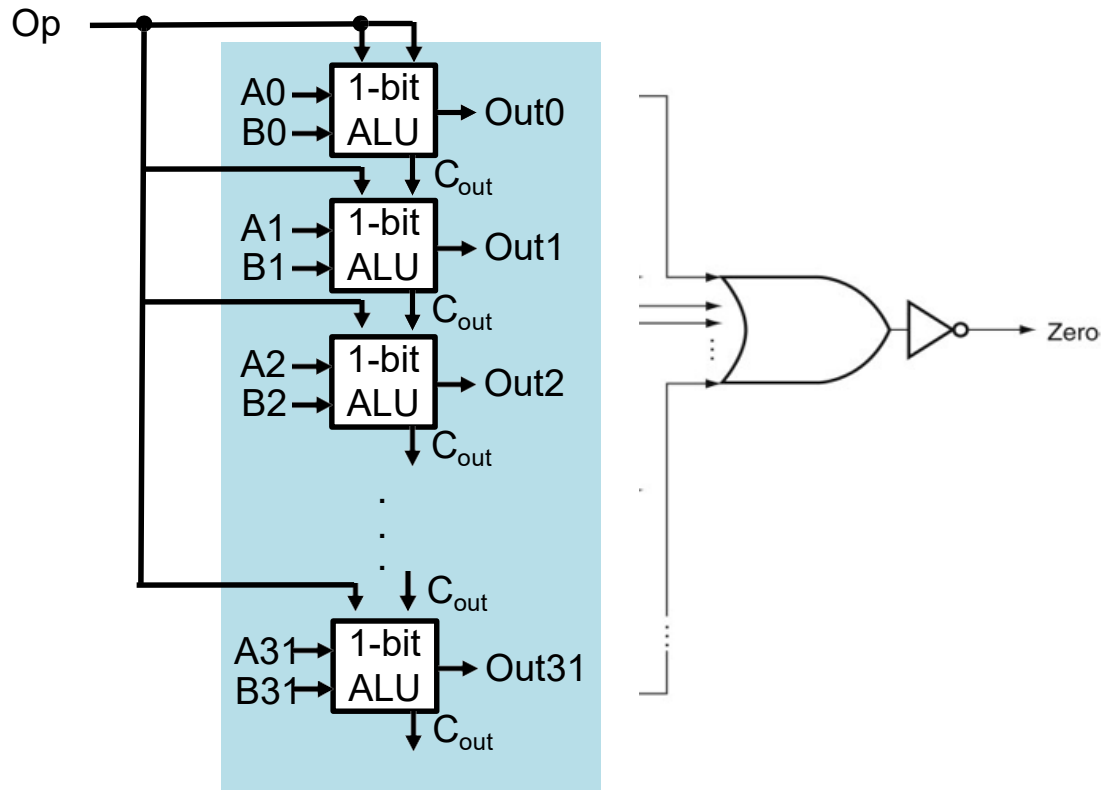 Op
A0
B0
1-bit
ALU
Out0
Cout
A1
B1
1-bit
ALU
Out1
Cout
A2
B2
1-bit
ALU
Out2
Cout
.
.
.
Cout
A31
B31
1-bit
ALU
Out31
Cout
Zero